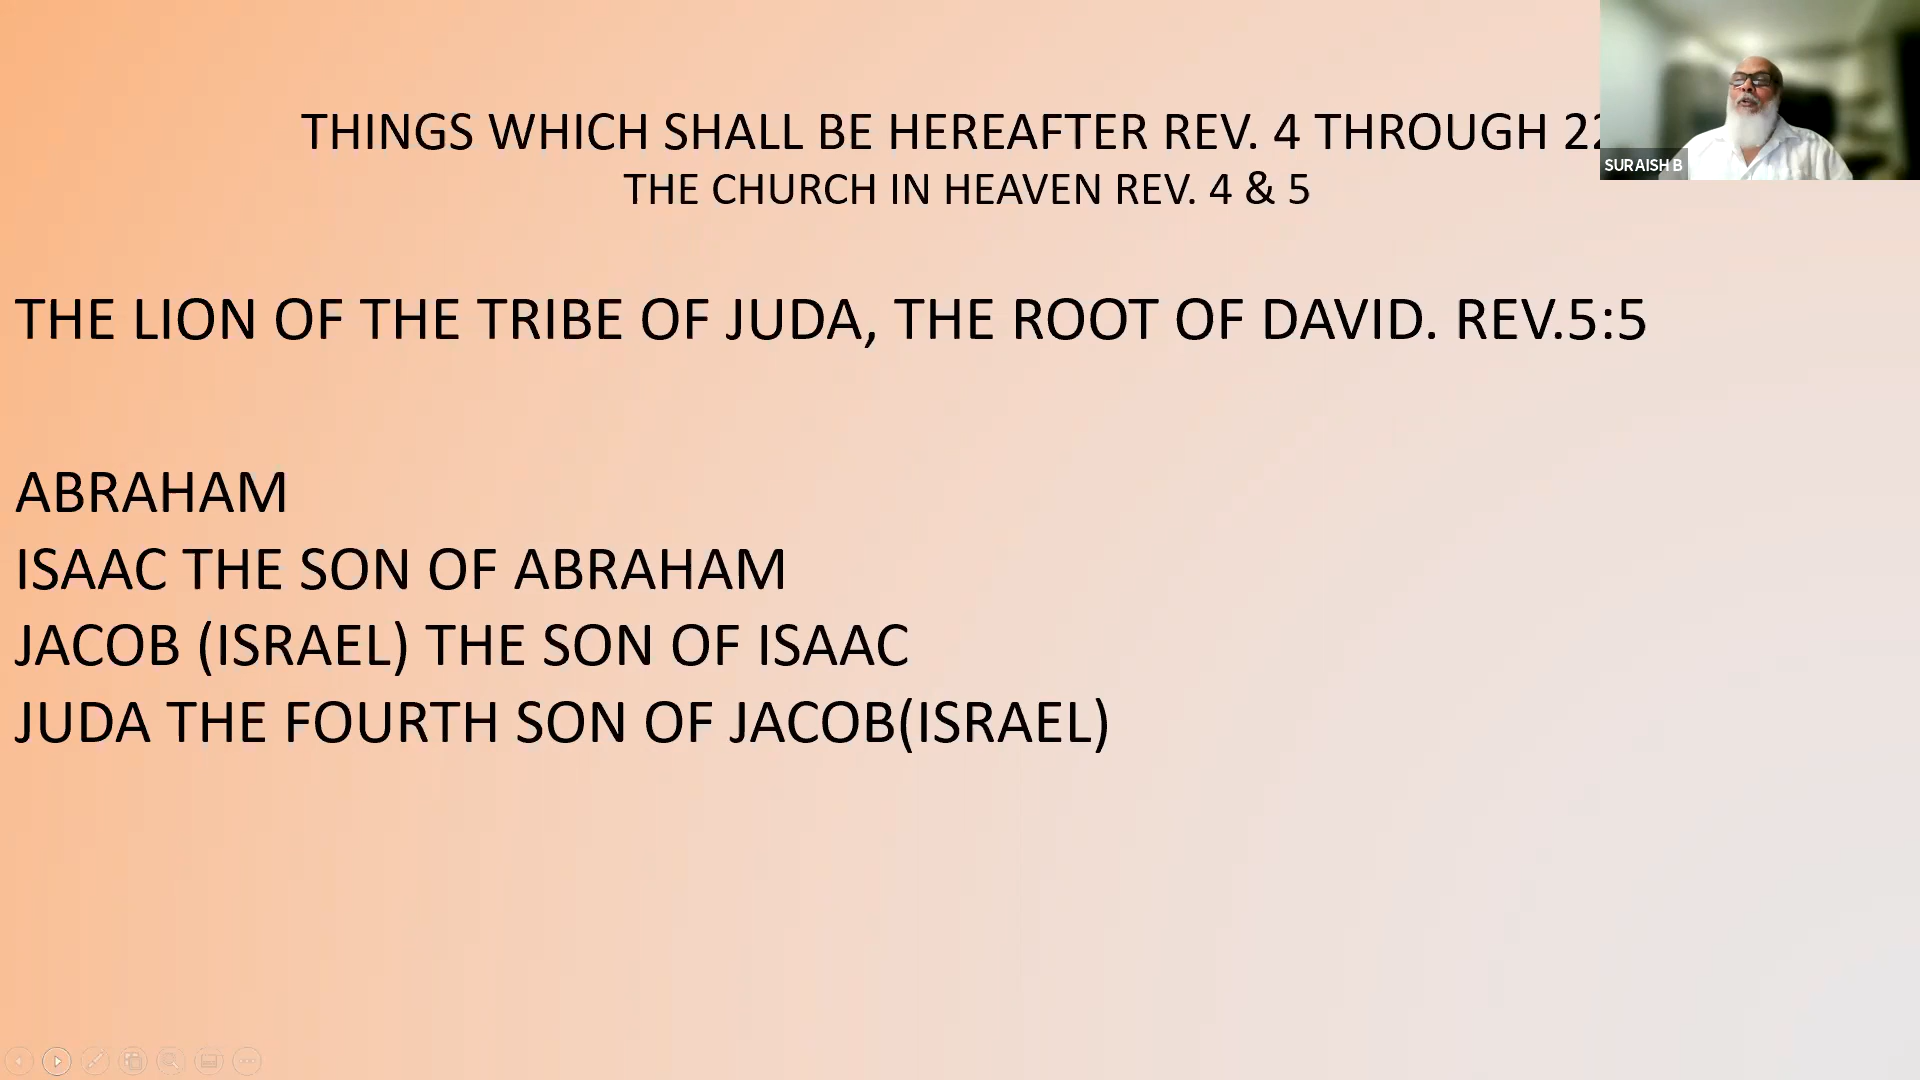 THINGS WHICH SHALL BE HEREAFTER REV. 4 THROUGH 22
THE CHURCH IN HEAVEN REV. 4 & 5
SURAISH B
THE LION OF THE TRIBE OF JUDA, THE ROOT OF DAVID. REV.5:5
ABRAHAM
ISAAC THE SON OF ABRAHAM
JACOB (ISRAEL) THE SON OF ISAAC
JUDA THE FOURTH SON OF JACOB(ISRAEL)